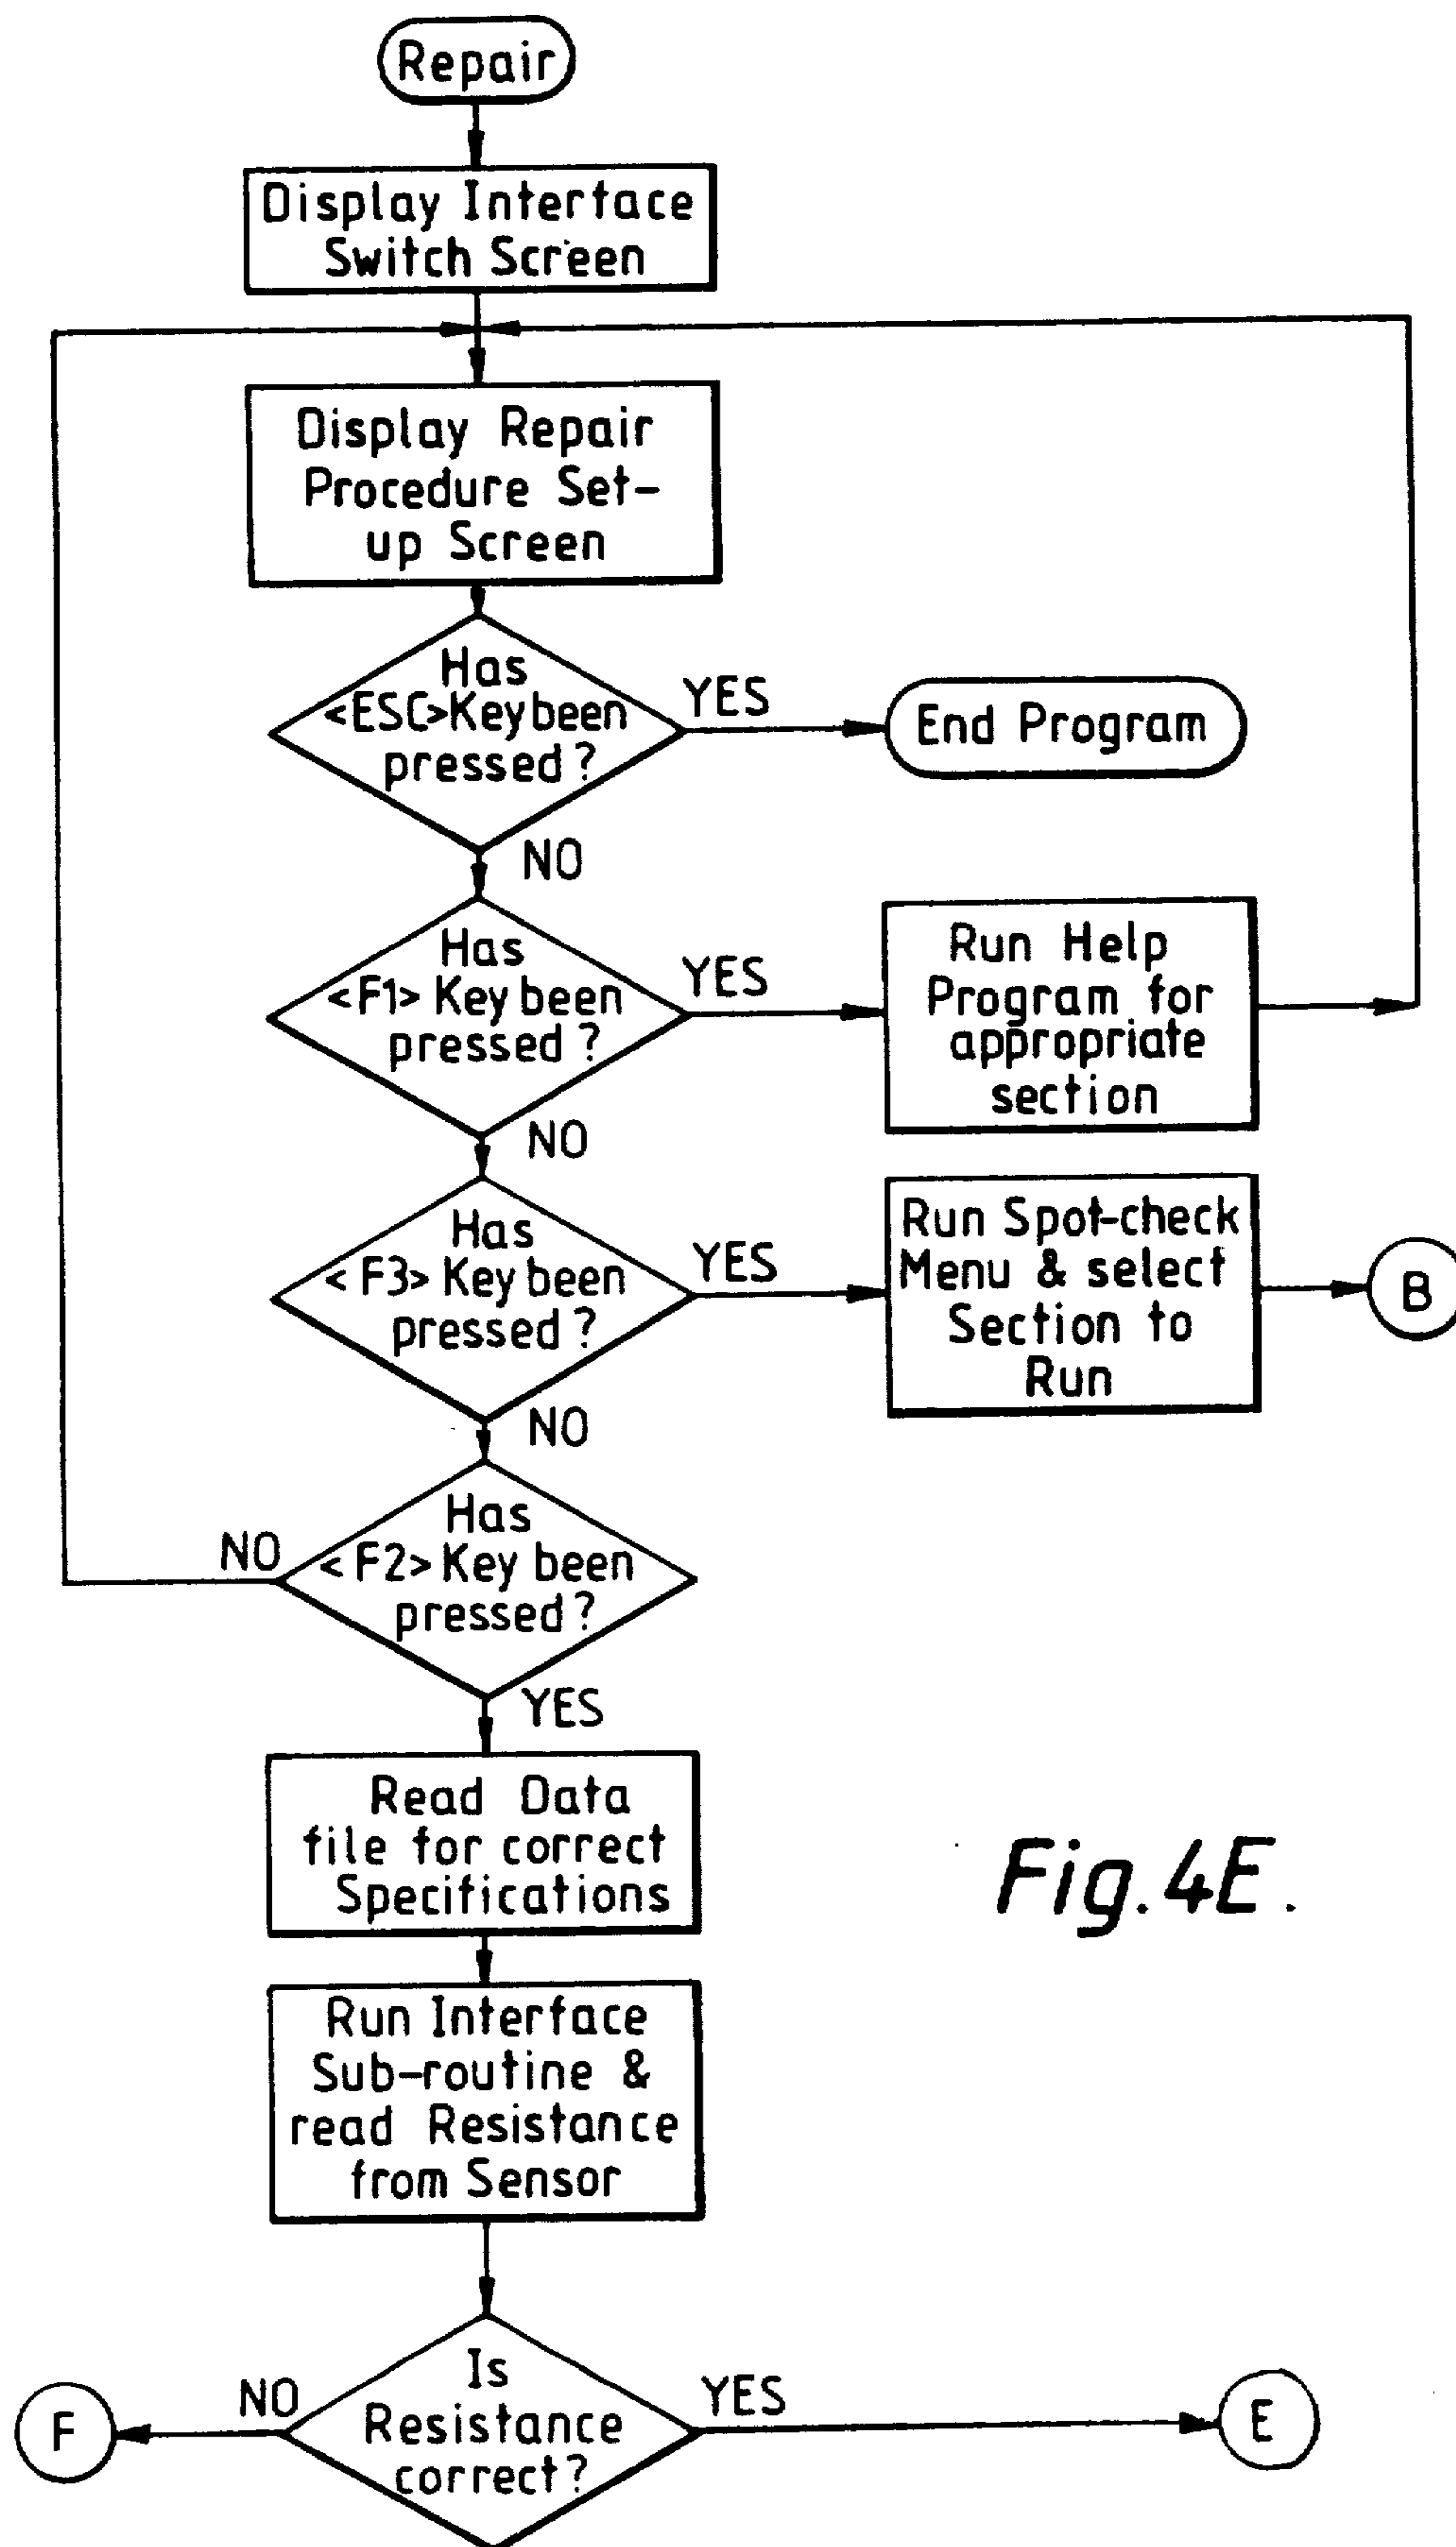 Repair
Display Interface
Switch Screen
Display Repair
Procedure Set-
up Screen
Has
<ESC>Key been
pressed?
YES
End Program
NO
Has
<F1> Key been
pressed?
YES
Run Help
Program for
appropriate
section
NO
Has
<F3> Key been
pressed?
YES
Run Spot-check
Menu & select
Section to
Run
B
NO
Has
<F2> Key been
pressed?
NO
YES
Read Data
file for correct
Specifications
Fig.4E.
Run Interface
Sub-routine &
read Resistance
from Sensor
Is
Resistance
correct?
NO
F
YES
E